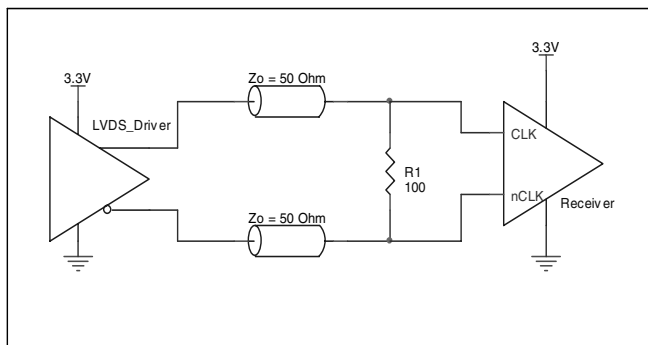 3.3V
Zo = 50 Ohm
3.3V
LVDS_Driver
CLK
R1
100
nCLK
Receiver
Zo = 50 Ohm